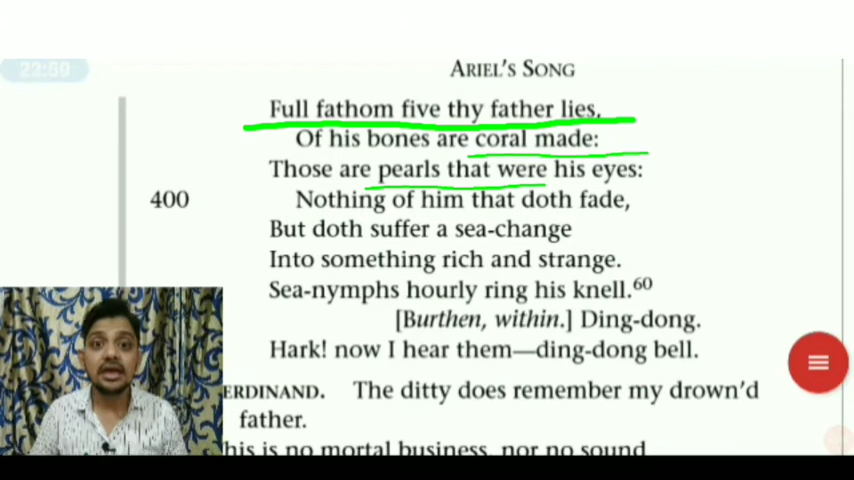 22:59
ARIEL'S SONG
Full fathom five thy father lies,
Of his bones are coral made:
Those are pearls that were his eyes:
400 Nothing of him that doth fade,
But doth suffer a sea-change
Into something rich and strange.
Sea-nymphs hourly ring his knell.60
[Burthen, within.] Ding-dong.
Hark! now I hear them—ding-dong bell.
ERDINAND. The ditty does remember my drown'd
father.
his is no mortal business, nor no sound